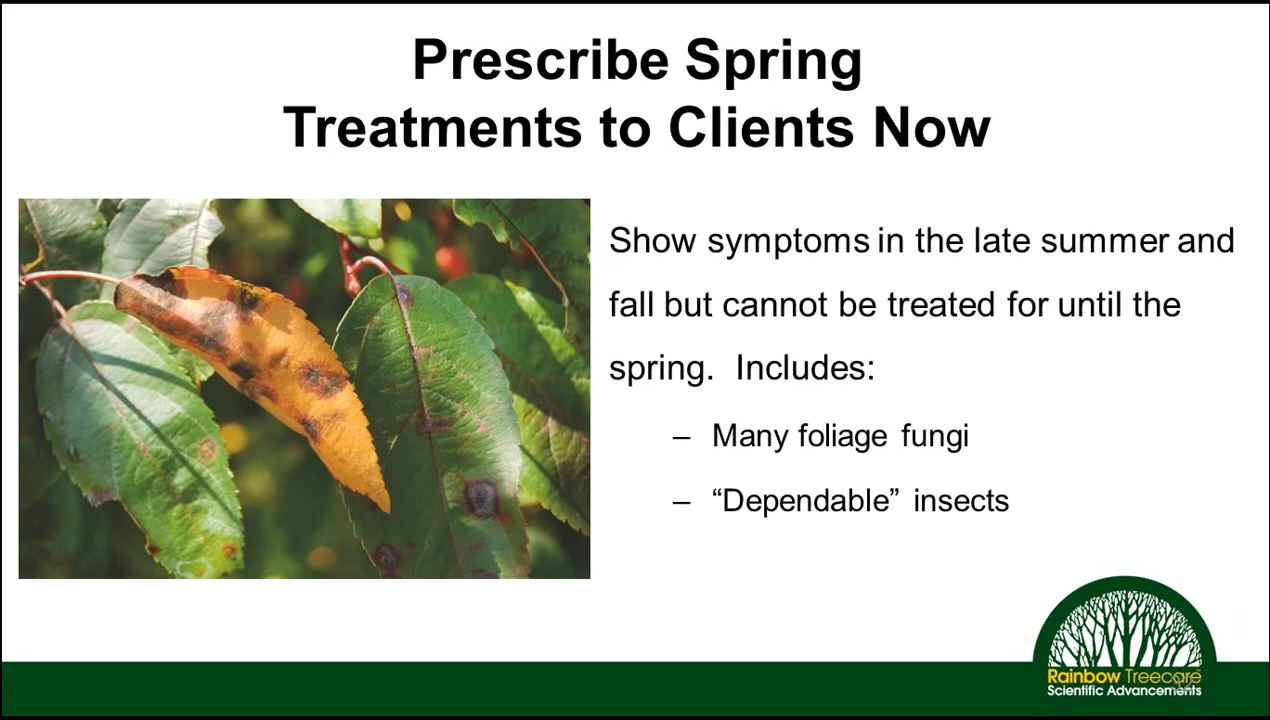 Prescribe Spring
Treatments to Clients Now
Show symptoms in the late summer and
fall but cannot be treated for until the
spring. Includes:
– Many foliage fungi
– “Dependable” insects
Rainbow Treecare
Scientific Advancements